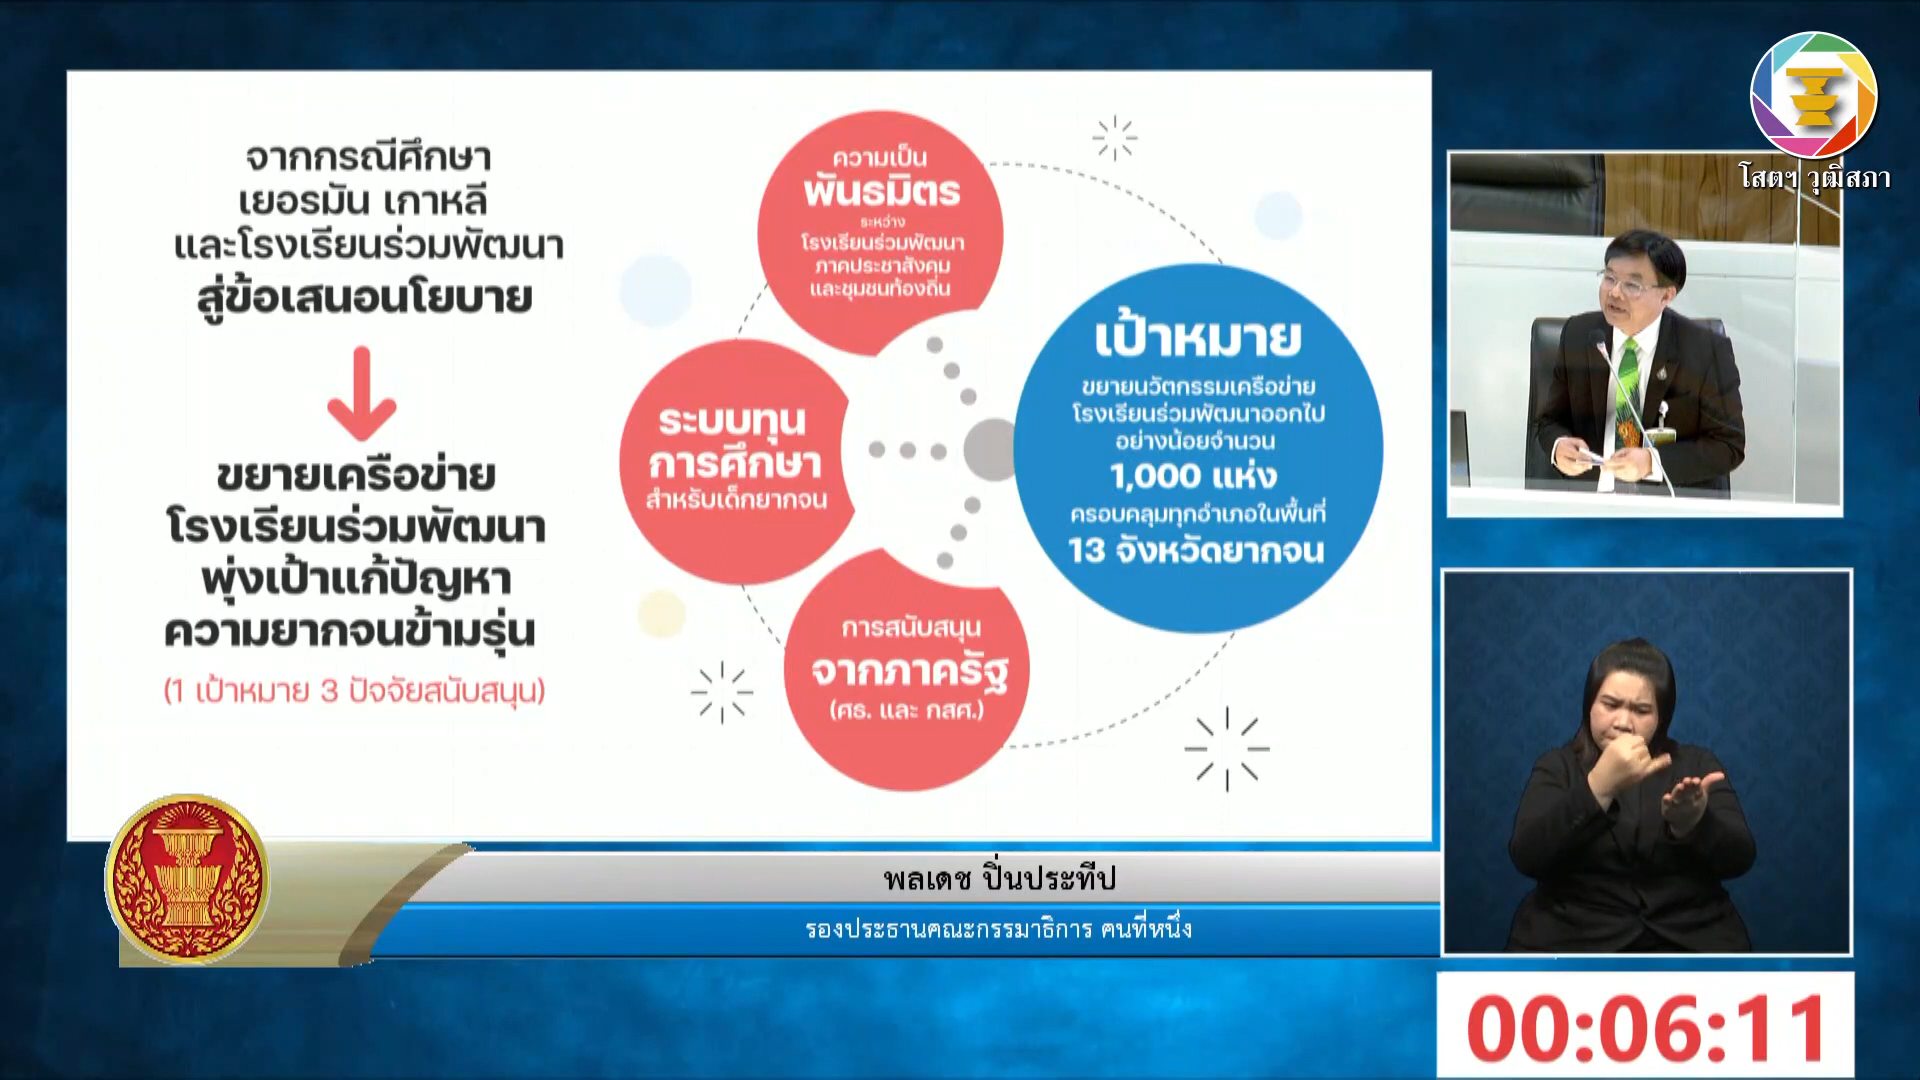 จากกรณีศึกษา
เยอรมัน เกาหลี
และโรงเรียนร่วมพัฒนา
สู่ข้อเสนอนโยบาย
ขยายเครือข่าย
โรงเรียนร่วมพัฒนา
พุ่งเป้าแก้ปัญหา
ความยากจนข้ามรุ่น
(1 เป้าหมาย 3 ปัจจัยสนับสนุน)
ความเป็น
พันธมิตร
ระหว่าง
โรงเรียนร่วมพัฒนา
ภาคประชาสังคม
และชุมชนท้องถิ่น
ระบบทุน
การศึกษา
สำหรับเด็กยากจน
การสนับสนุน
จากภาครัฐ
(ศธ. และ กสศ.)
เป้าหมาย
ขยายนวัตกรรมเครือข่าย
โรงเรียนร่วมพัฒนาออกไป
อย่างน้อยจำนวน
1,000 แห่ง
ครอบคลุมทุกอำเภอในพื้นที่
13 จังหวัดยากจน
โสตฯ วุฒิสภา
พลเดช ปิ่นประทีป
รองประธานคณะกรรมาธิการ คนที่หนึ่ง
00:06:11